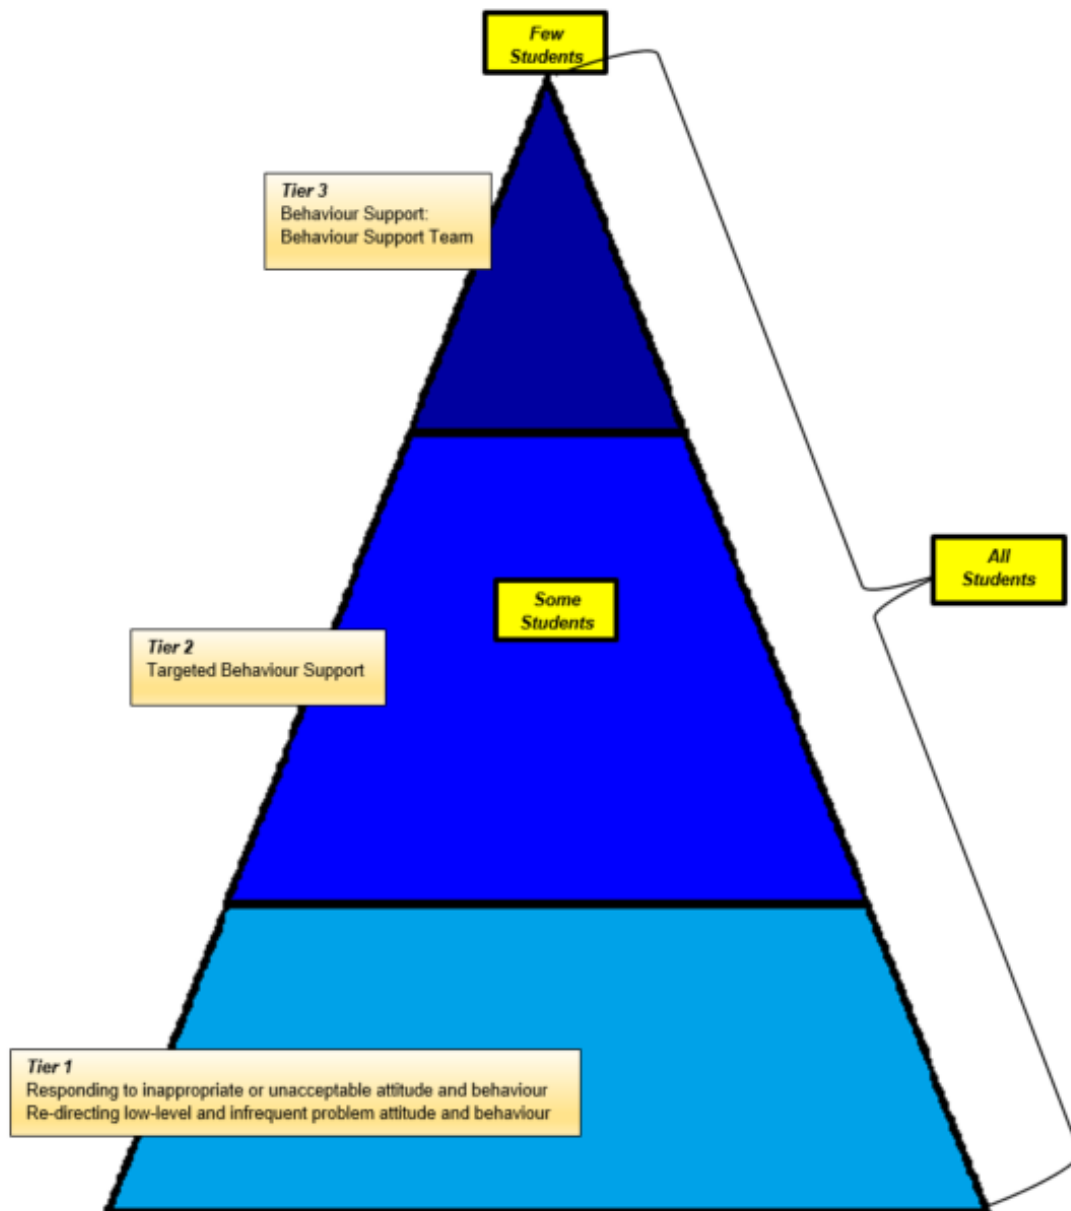 Few
Students
Tier 3
Behaviour Support:
Behaviour Support Team
All
Students
Some
Students
Tier 2
Targeted Behaviour Support
Tier 1
Responding to inappropriate or unacceptable attitude and behaviour
Re-directing low-level and infrequent problem attitude and behaviour